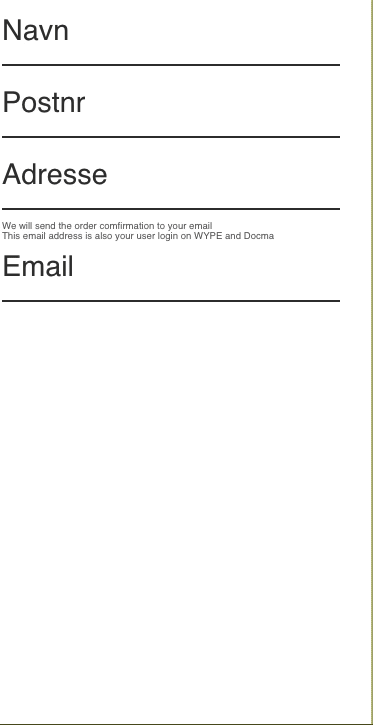 Navn
Postnr
Adresse
We will send the order comfirmation to your email
This email address is also your user login on WYPE and Docma
Email